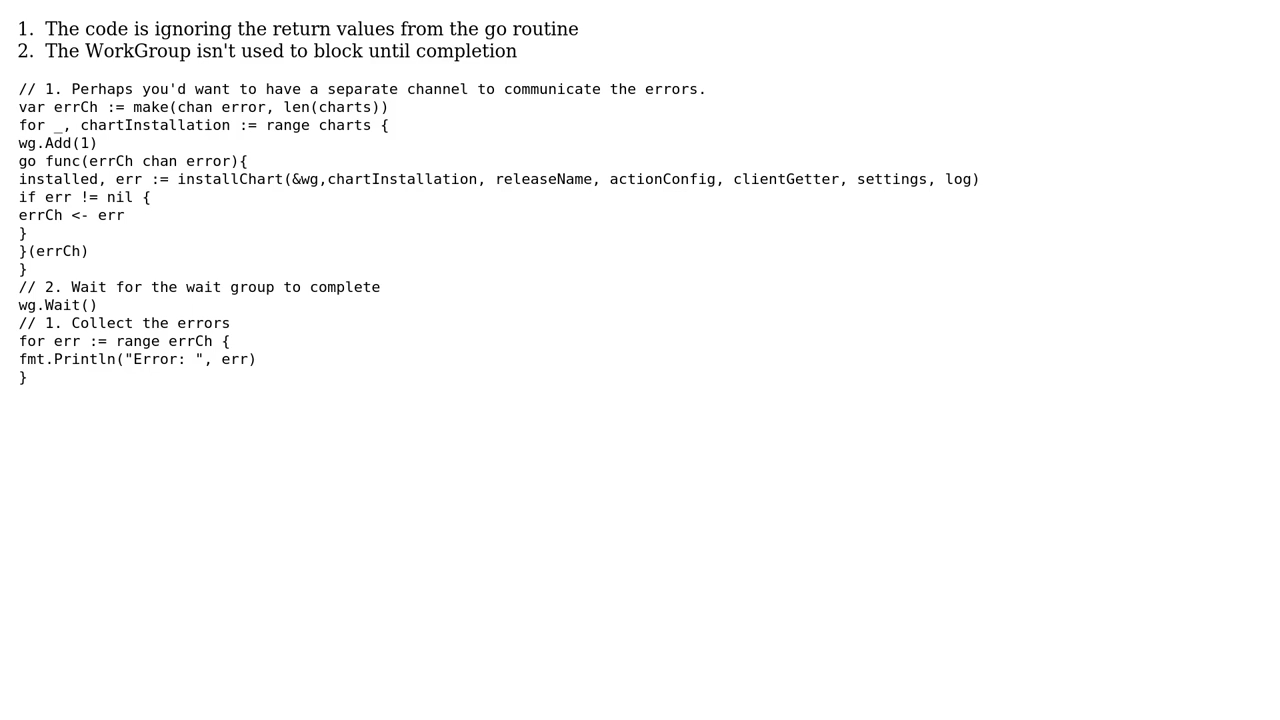 1. The code is ignoring the return values from the go routine
2. The WorkGroup isn't used to block until completion
// 1. Perhaps you'd want to have a separate channel to communicate the errors.
var errCh := make(chan error, len(charts))
for _, chartInstallation := range charts {
wg.Add(1)
go func(errCh chan error){
installed, err := installChart(&wg,chartInstallation, releaseName, actionConfig, clientGetter, settings, log)
if err != nil {
errCh <- err
}
}(errCh)
}
// 2. Wait for the wait group to complete
wg.Wait()
// 1. Collect the errors
for err := range errCh {
fmt.Println("Error: ", err)
}